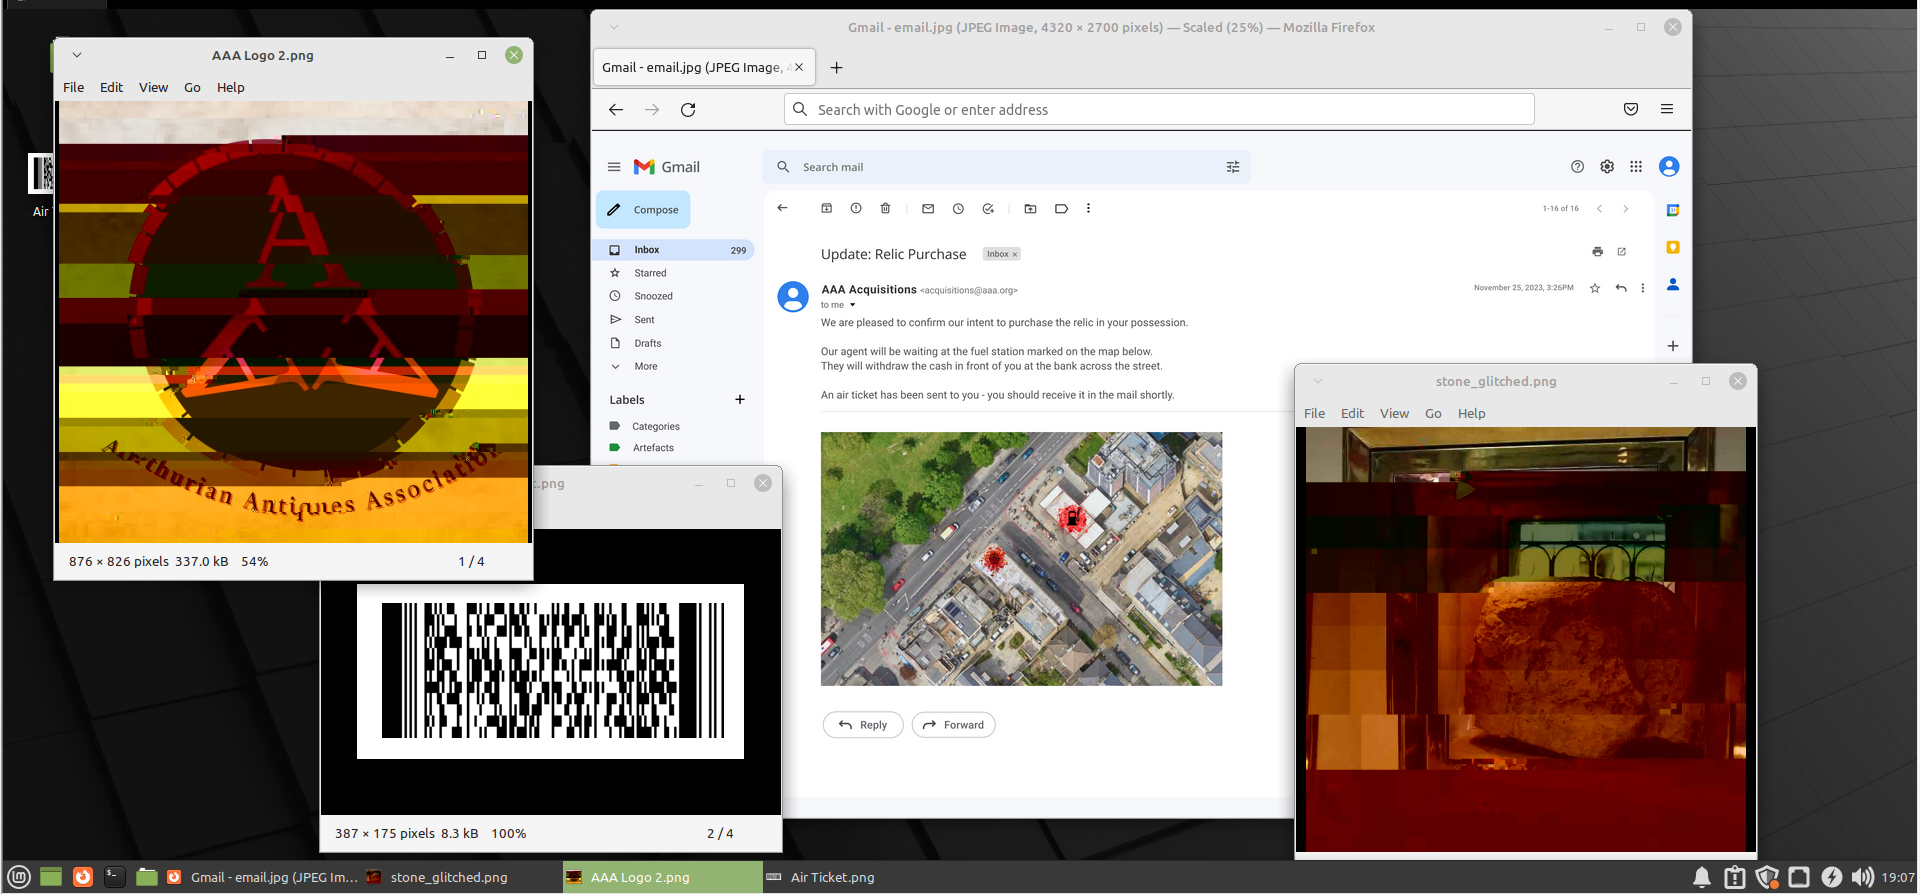 AAA Logo 2.png
File Edit View Go Help
A
A A
Arthurian Antiques Association
876 × 826 pixels 337.0 kB 54%
1 / 4
Air
Gmail - email.jpg (JPEG Image, 4320 × 2700 pixels) — Scaled (25%) — Mozilla Firefox
Gmail - email.jpg (JPEG Image, 4
Search with Google or enter address
Gmail
Search mail
Compose
Inbox 299
Starred
Snoozed
Sent
Drafts
More
Labels
Categories
Artefacts
1-16 of 16
Update: Relic Purchase
Inbox ×
AAA Acquisitions <acquisitions@aaa.org>
November 25, 2023, 3:26PM
to me
We are pleased to confirm our intent to purchase the relic in your possession.
Our agent will be waiting at the fuel station marked on the map below.
They will withdraw the cash in front of you at the bank across the street.
An air ticket has been sent to you - you should receive it in the mail shortly.
Reply
Forward
t.png
387 × 175 pixels 8.3 kB 100%
2 / 4
stone_glitched.png
File Edit View Go Help
Gmail - email.jpg (JPEG Im...
stone_glitched.png
AAA Logo 2.png
Air Ticket.png
19:07